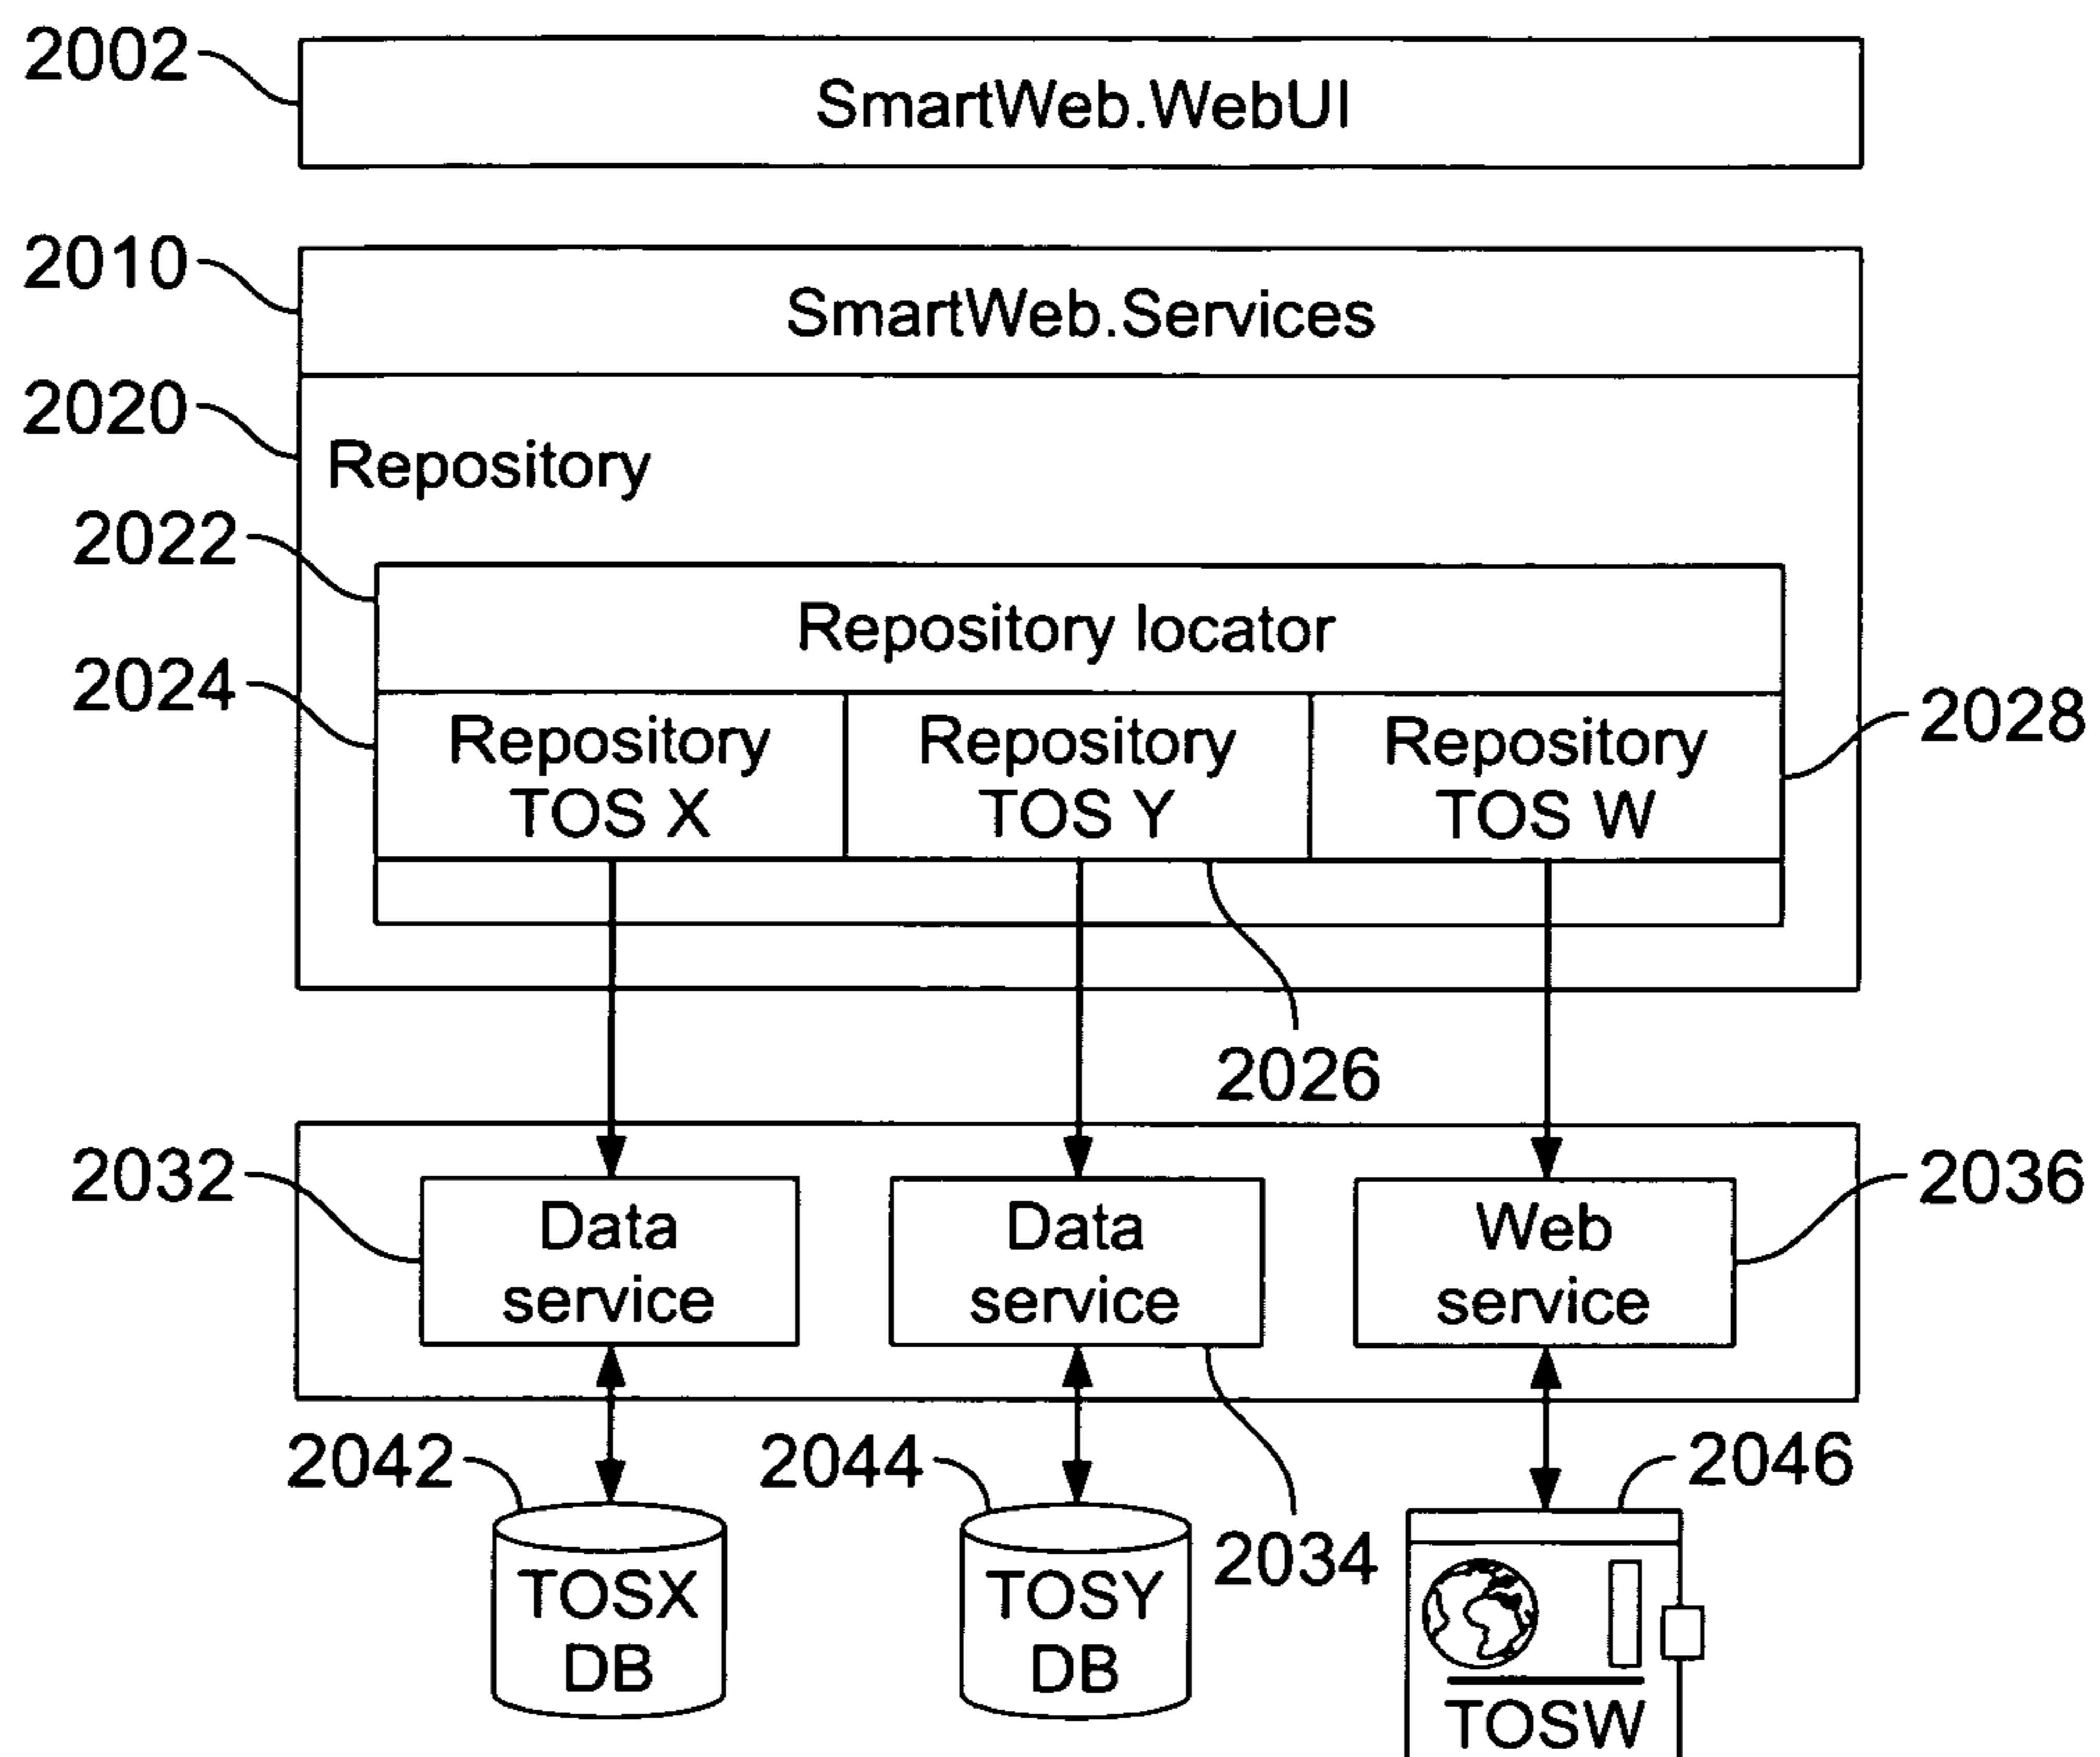 2002
SmartWeb.WebUI
2010
SmartWeb.Services
2020
Repository
2022
Repository locator
2024
Repository
TOS X
Repository
TOS Y
Repository
TOS W
2028
2026
2032
Data
service
Data
service
Web
service
2036
2042
2044
2034
2046
TOSX
DB
TOSY
DB
TOSW